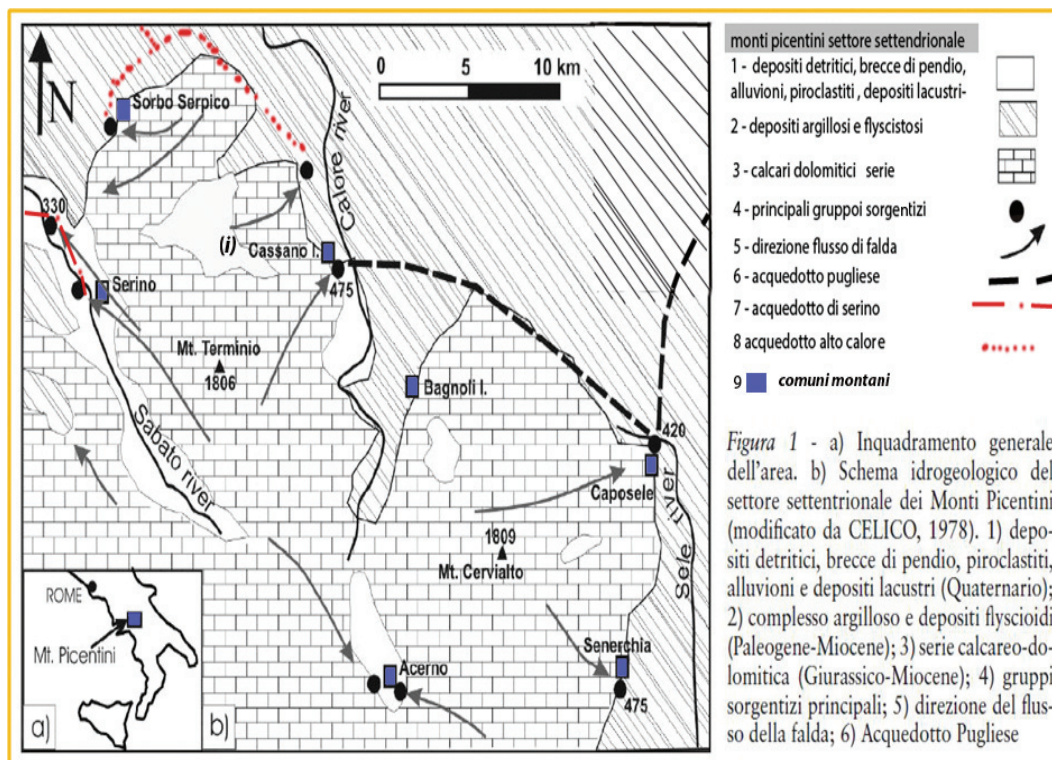 N
0 5 10 km
Sorbo Serpico
Calore river
330
(i)
Cassano I.
475
Serino
Mt. Terminio
1806
Bagnoli I.
Sabato river
420
Caposele
Sele river
1809
Mt. Cervialto
Senerchia
475
Acerno
ROME
Mt. Picentini
a)
b)
monti picentini settore settendrionale
1 - depositi detritici, brecce di pendio,
alluvioni, piroclastiti , depositi lacustri-
2 - depositi argillosi e flyscistosi
3 - calcari dolomitici serie
4 - principali gruppoi sorgentizi
5 - direzione flusso di falda
6 - acquedotto pugliese
7 - acquedotto di serino
8 acquedotto alto calore
9 comuni montani
Figura 1 - a) Inquadramento generale
dell'area. b) Schema idrogeologico del
settore settentrionale dei Monti Picentini
(modificato da CELICO, 1978). 1) depo-
siti detritici, brecce di pendio, piroclastiti,
alluvioni e depositi lacustri (Quaternario);
2) complesso argilloso e depositi flyscioidi
(Paleogene-Miocene); 3) serie calcareo-do-
lomitica (Giurassico-Miocene); 4) gruppi
sorgentizi principali; 5) direzione del flus-
so della falda; 6) Acquedotto Pugliese